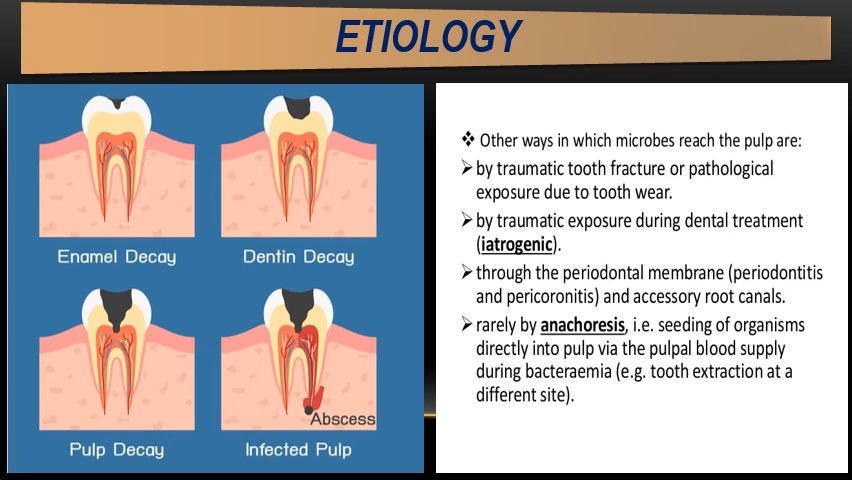 ETIOLOGY
Enamel Decay
Dentin Decay
Pulp Decay
Abscess
Infected Pulp
❖ Other ways in which microbes reach the pulp are:
➢ by traumatic tooth fracture or pathological
exposure due to tooth wear.
➢ by traumatic exposure during dental treatment
(iatrogenic).
➢ through the periodontal membrane (periodontitis
and pericoronitis) and accessory root canals.
➢ rarely by anachoresis, i.e. seeding of organisms
directly into pulp via the pulpal blood supply
during bacteraemia (e.g. tooth extraction at a
different site).